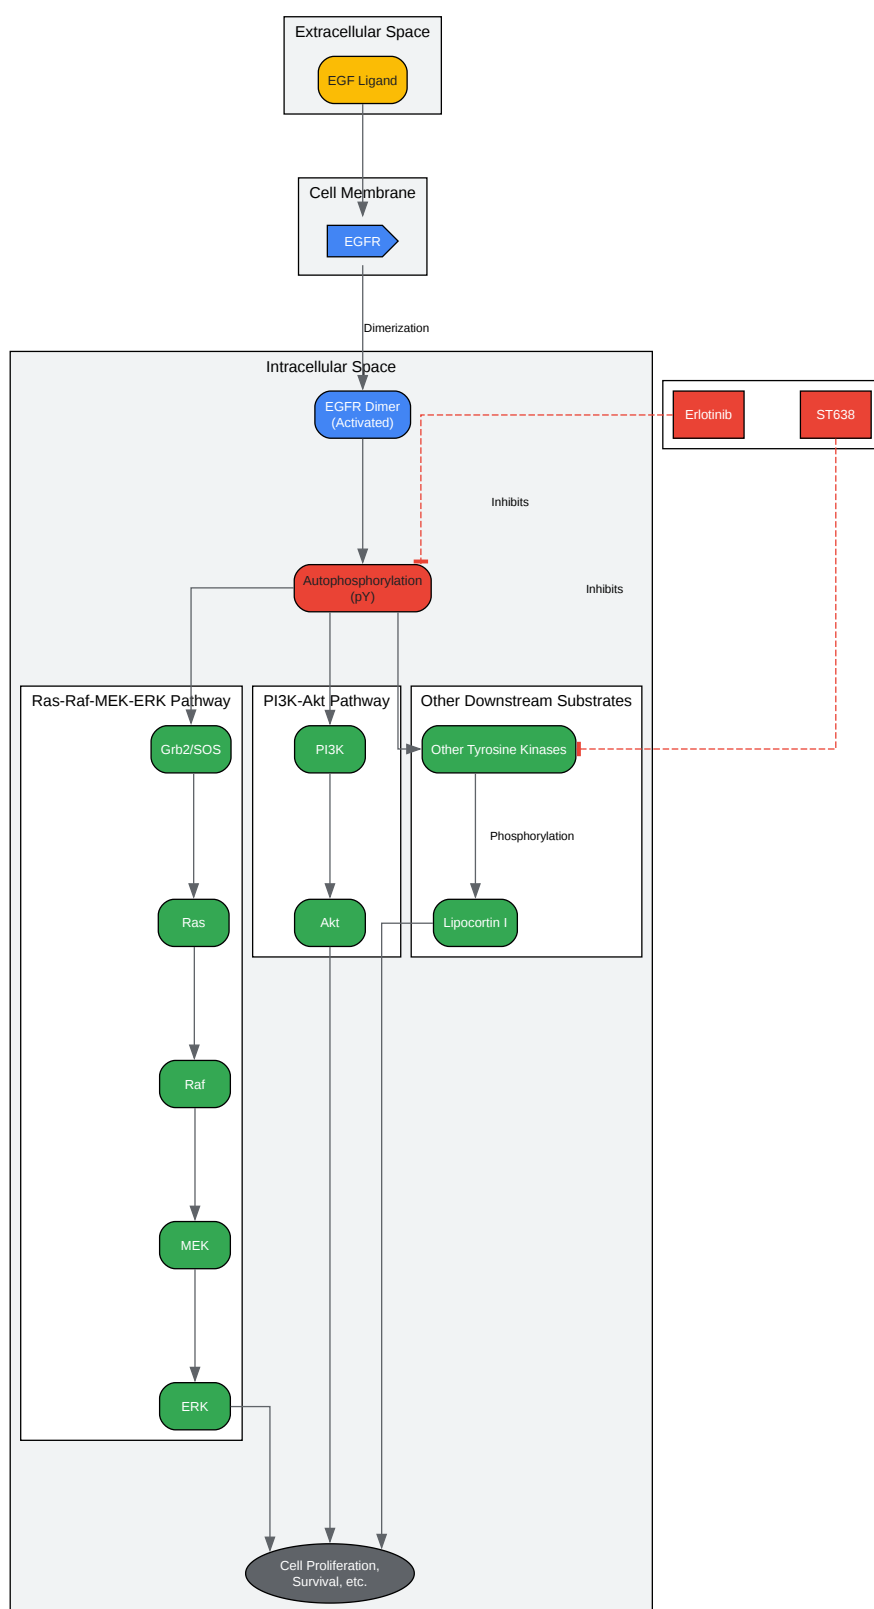 Extracellular Space
EGF Ligand
Cell Membrane
EGFR
Dimerization
Intracellular Space
EGFR Dimer
(Activated)
Erlotinib
ST638
Inhibits
Autophosphorylation
(pY)
Inhibits
Ras-Raf-MEK-ERK Pathway
PI3K-Akt Pathway
Other Downstream Substrates
Grb2/SOS
PI3K
Other Tyrosine Kinases
Phosphorylation
Ras
Akt
Lipocortin I
Raf
MEK
ERK
Cell Proliferation,
Survival, etc.